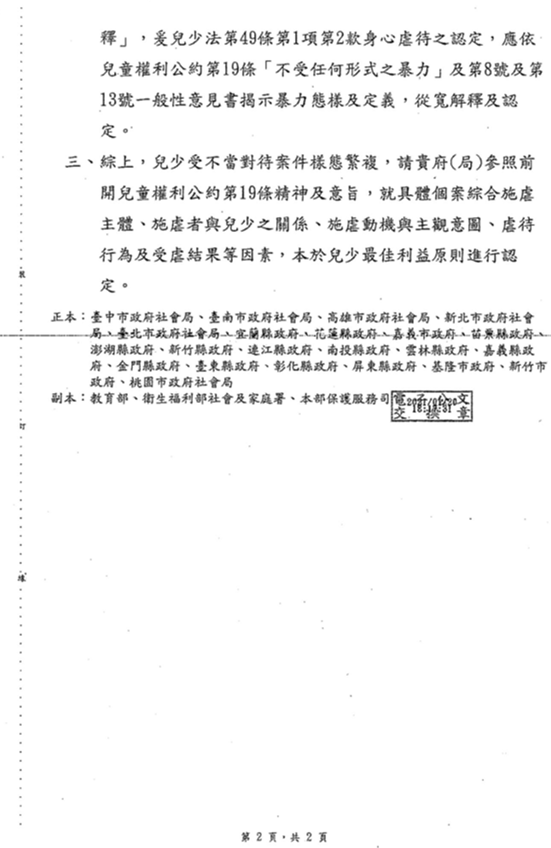 釋」，爰兒少法第49條第1項第2款身心虐待之認定，應依
兒童權利公約第19條「不受任何形式之暴力」及第8號及第
13號一般性意見書揭示暴力態樣及定義，從寬解釋及認
定。
三、綜上，兒少受不當對待案件樣態繁複，請貴府(局)參照前
開兒童權利公約第19條精神及意旨，就具體個案綜合施虐
主體、施虐者與兒少之關係、施虐動機與主觀意圖、虐待
行為及受虐結果等因素，本於兒少最佳利益原則進行認
定。
裝
正本：臺中市政府社會局、臺南市政府社會局、高雄市政府社會局、新北市政府社會
局、臺北市政府社會局、宜蘭縣政府、花蓮縣政府、嘉義市政府、苗栗縣政府、
澎湖縣政府、新竹縣政府、連江縣政府、南投縣政府、雲林縣政府、嘉義縣政
府、金門縣政府、臺東縣政府、彰化縣政府、屏東縣政府、基隆市政府、新竹市
政府、桃園市政府社會局
副本：教育部、衛生福利部社會及家庭署、本部保護服務司
電子公文
交換章
訂
線
第 2 頁，共 2 頁